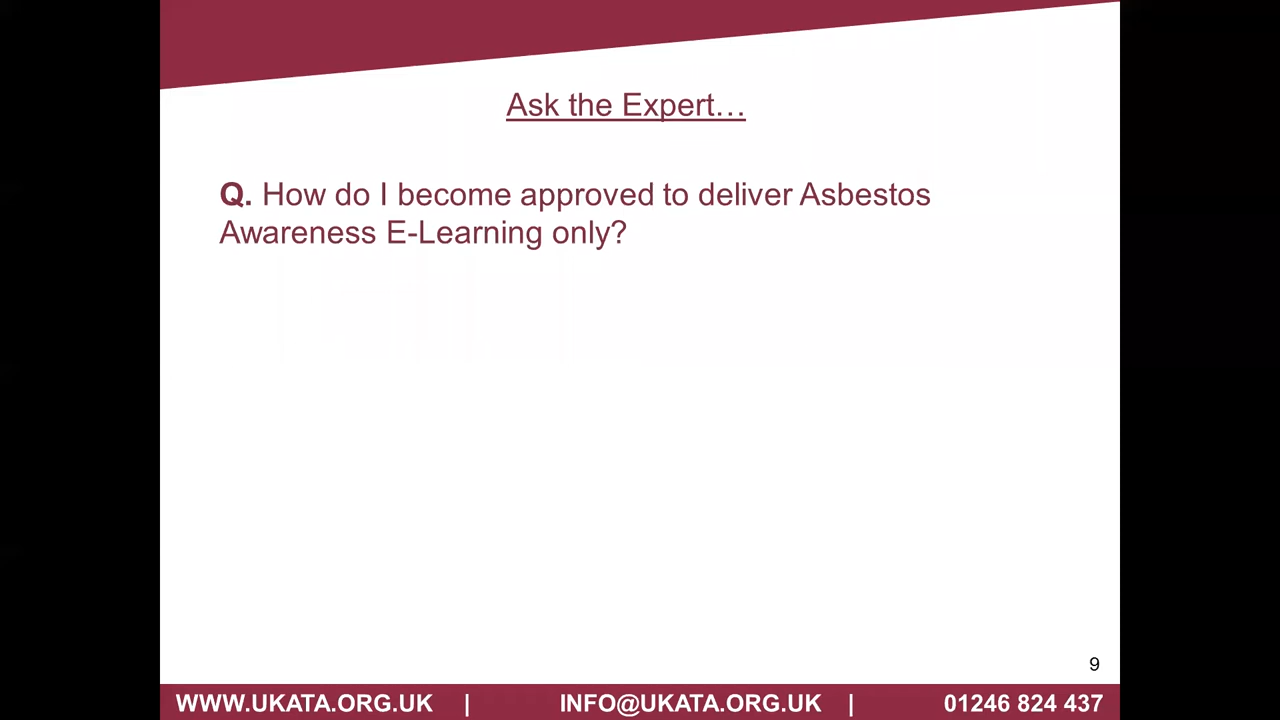 Ask the Expert…
Q. How do I become approved to deliver Asbestos
Awareness E-Learning only?
9
WWW.UKATA.ORG.UK | INFO@UKATA.ORG.UK | 01246 824 437